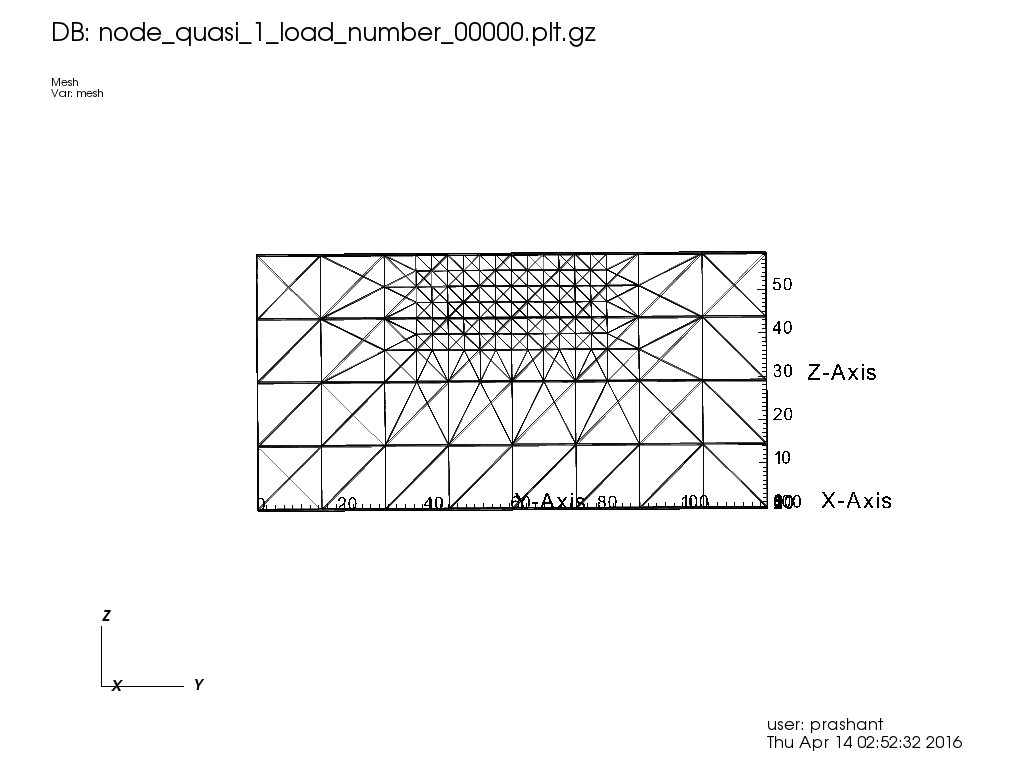 DB: node_quasi_1_load_number_00000.plt.gz
Mesh
Var: mesh
50
40
30 Z-Axis
20
10
0 20 40 60 Y-Axis 80 100 X-Axis
Z
X Y
user: prashant
Thu Apr 14 02:52:32 2016